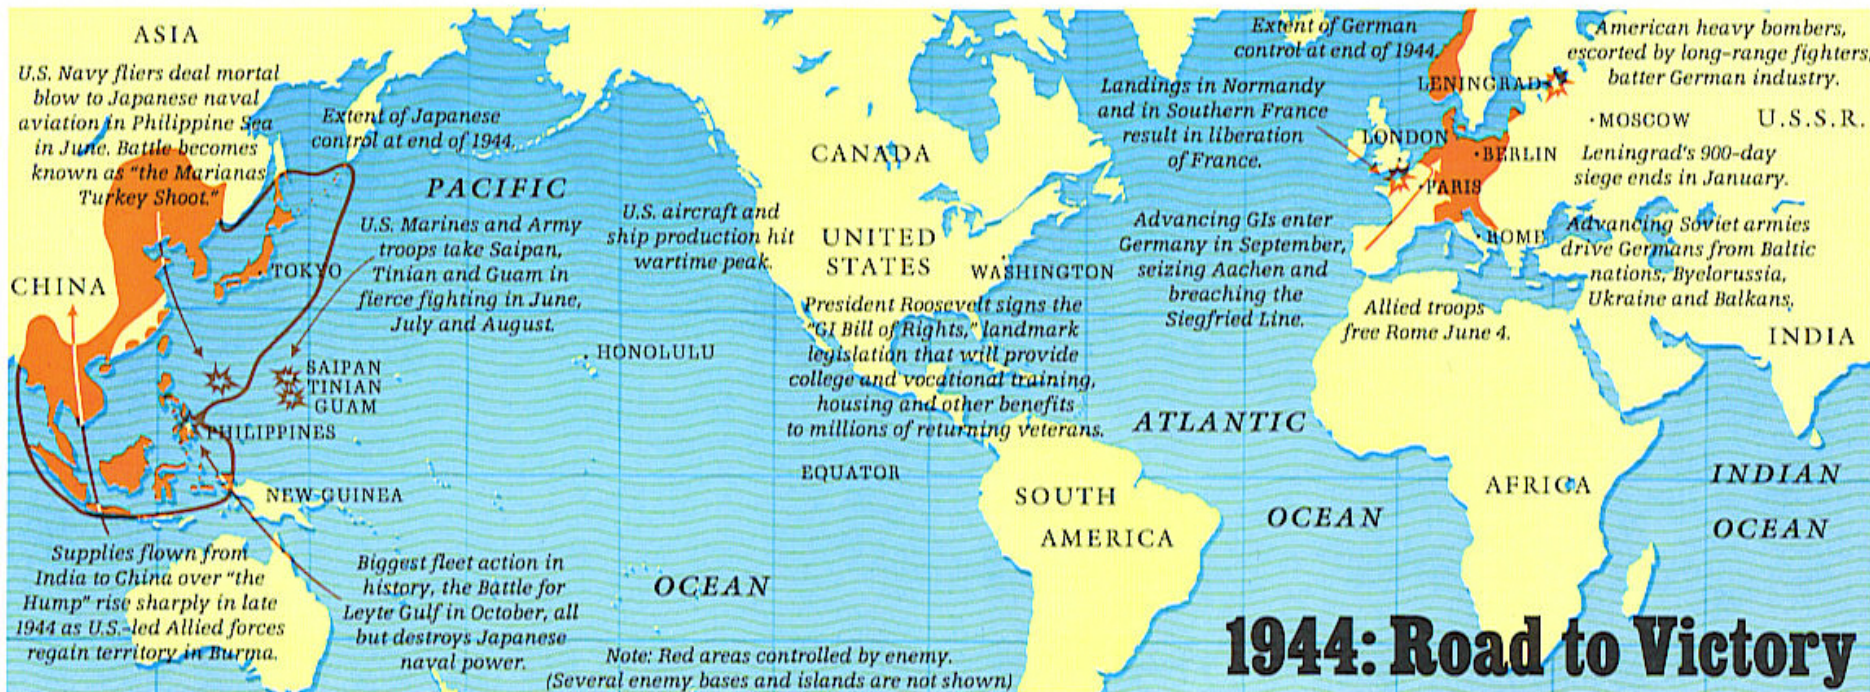 ASIA
U.S. Navy fliers deal mortal
blow to Japanese naval
aviation in Philippine Sea
in June. Battle becomes
known as "the Marianas
Turkey Shoot."
Extent of Japanese
control at end of 1944.
PACIFIC
U.S. Marines and Army
troops take Saipan,
Tinian and Guam in
fierce fighting in June,
July and August.
TOKYO
CHINA
SAIPAN
TINIAN
GUAM
PHILIPPINES
NEW GUINEA
Supplies flown from
India to China over "the
Hump" rise sharply in late
1944 as U.S.-led Allied forces
regain territory in Burma.
Biggest fleet action in
history, the Battle for
Leyte Gulf in October, all
but destroys Japanese
naval power.
U.S. aircraft and
ship production hit
wartime peak.
HONOLULU
OCEAN
Note: Red areas controlled by enemy.
(Several enemy bases and islands are not shown)
CANADA
UNITED
STATES
WASHINGTON
President Roosevelt signs the
"GI Bill of Rights," landmark
legislation that will provide
college and vocational training,
housing and other benefits
to millions of returning veterans.
EQUATOR
SOUTH
AMERICA
ATLANTIC
OCEAN
Extent of German
control at end of 1944.
Landings in Normandy
and in Southern France
result in liberation
of France.
Advancing GIs enter
Germany in September,
seizing Aachen and
breaching the
Siegfried Line.
American heavy bombers,
escorted by long-range fighters,
batter German industry.
LENINGRAD
MOSCOW
U.S.S.R.
LONDON
BERLIN
PARIS
ROME
Leningrad's 900-day
siege ends in January.
Advancing Soviet armies
drive Germans from Baltic
nations, Byelorussia,
Ukraine and Balkans.
Allied troops
free Rome June 4.
INDIA
AFRICA
INDIAN
OCEAN
1944: Road to Victory